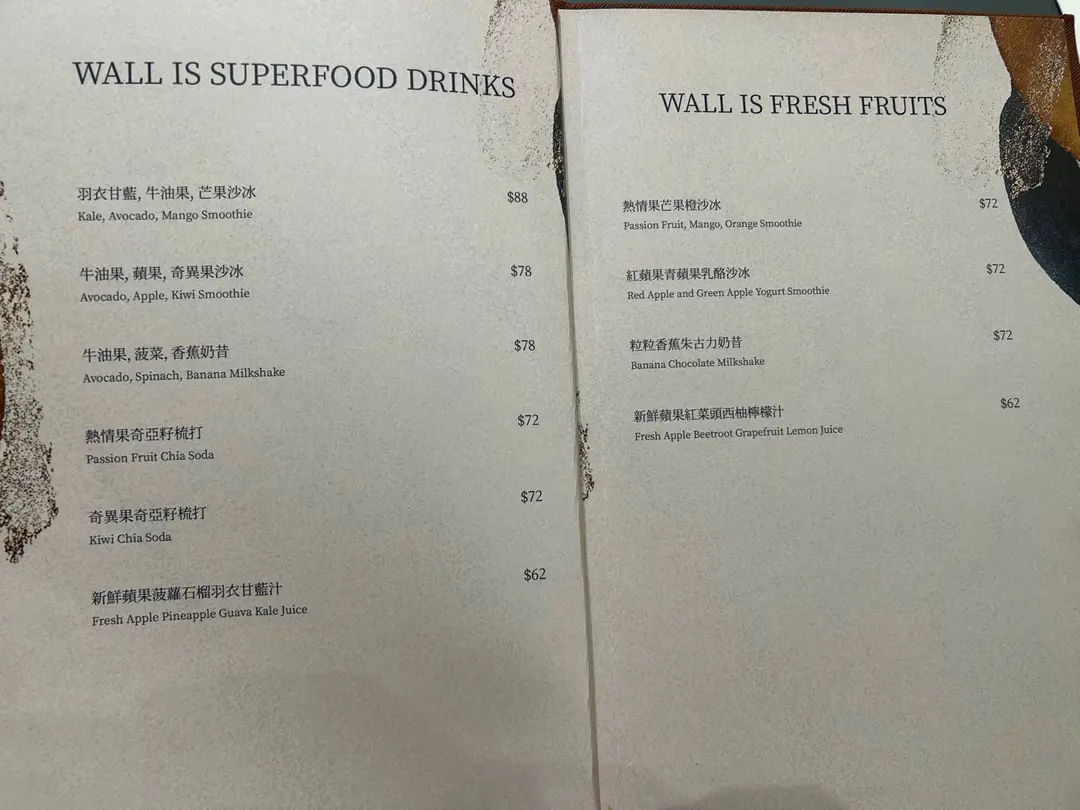 WALL IS SUPERFOOD DRINKS
羽衣甘藍, 牛油果, 芒果沙冰 $88
Kale, Avocado, Mango Smoothie
牛油果, 蘋果, 奇異果沙冰 $78
Avocado, Apple, Kiwi Smoothie
牛油果, 菠菜, 香蕉奶昔 $78
Avocado, Spinach, Banana Milkshake
熱情果奇亞籽梳打 $72
Passion Fruit Chia Soda
奇異果奇亞籽梳打 $72
Kiwi Chia Soda
新鮮蘋果菠蘿石榴羽衣甘藍汁 $62
Fresh Apple Pineapple Guava Kale Juice
WALL IS FRESH FRUITS
熱情果芒果橙沙冰 $72
Passion Fruit, Mango, Orange Smoothie
紅蘋果青蘋果乳酪沙冰 $72
Red Apple and Green Apple Yogurt Smoothie
粒粒香蕉朱古力奶昔 $72
Banana Chocolate Milkshake
新鮮蘋果紅菜頭西柚檸檬汁 $62
Fresh Apple Beetroot Grapefruit Lemon Juice